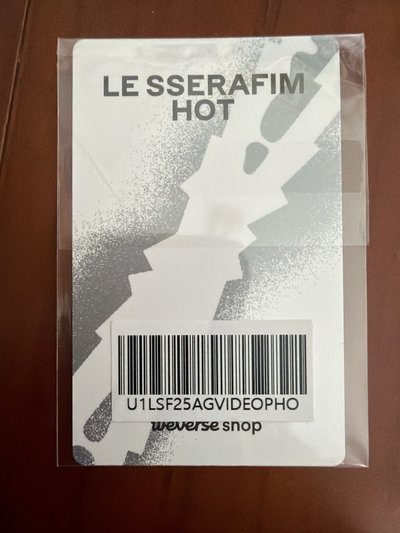 LE SSERAFIM
HOT
U1LSF25AGVIDEOPHO
weverse shop